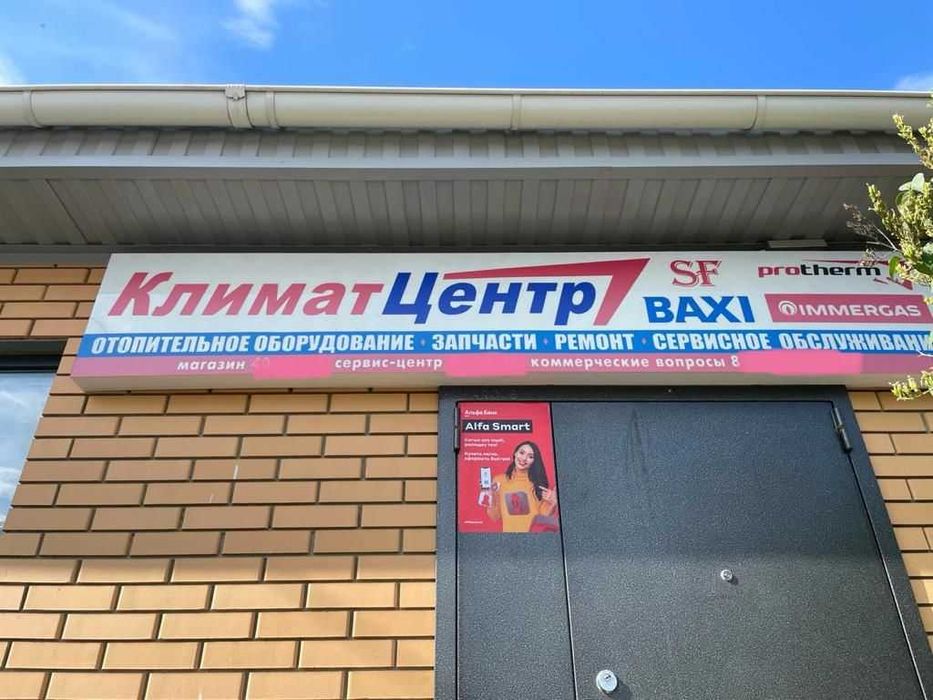 КлиматЦентр
SF
protherm
BAXI
IMMERGAS
ОТОПИТЕЛЬНОЕ ОБОРУДОВАНИЕ · ЗАПЧАСТИ · РЕМОНТ · СЕРВИСНОЕ ОБСЛУЖИВАНИ
магазин сервис-центр коммерческие вопросы 8
Альфа Банк
Alfa Smart